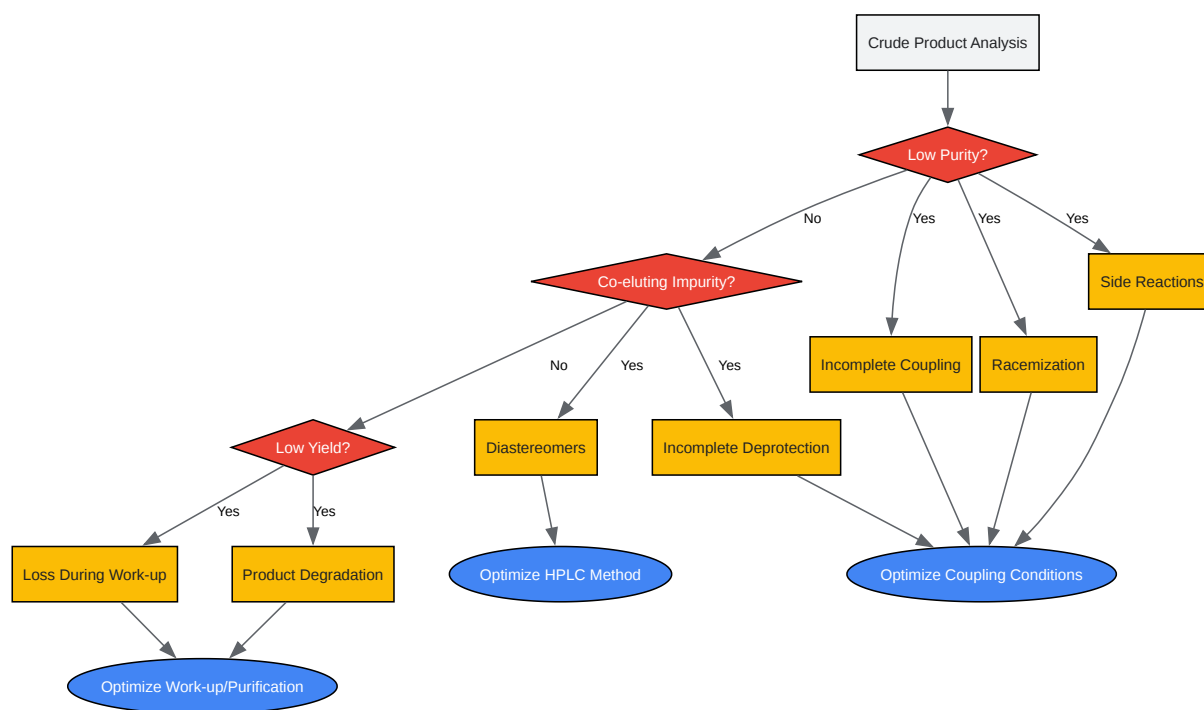 Crude Product Analysis
Low Purity?
No
Yes
Yes
Yes
Co-eluting Impurity?
Side Reactions
No
Yes
Yes
Incomplete Coupling
Racemization
Low Yield?
Diastereomers
Incomplete Deprotection
Yes
Yes
Loss During Work-up
Product Degradation
Optimize HPLC Method
Optimize Coupling Conditions
Optimize Work-up/Purification